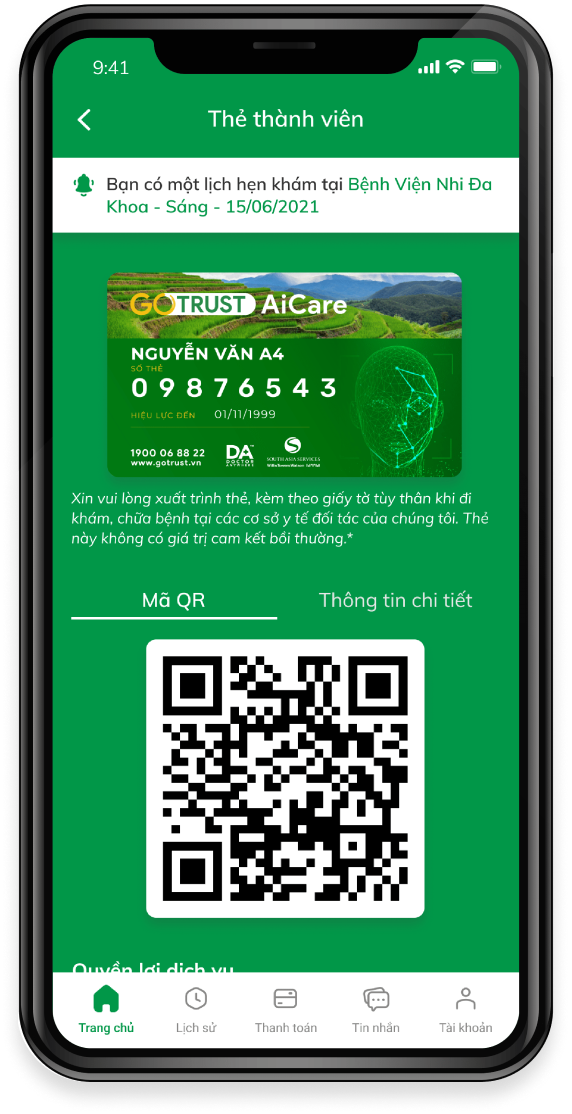 9:41
Thẻ thành viên
Bạn có một lịch hẹn khám tại Bệnh Viện Nhi Đa
Khoa - Sáng - 15/06/2021
GOTRUST AiCare
NGUYỄN VĂN A4
SỐ THẺ
0 9 8 7 6 5 4 3
HIỆU LỰC ĐẾN 01/11/1999
1900 06 88 22
www.gotrust.vn
DA
DOCTOR
ANYWHERE
SOUTH ASIA SERVICES
WillisTowersWatson
Xin vui lòng xuất trình thẻ, kèm theo giấy tờ tùy thân khi đi
khám, chữa bệnh tại các cơ sở y tế đối tác của chúng tôi. Thẻ
này không có giá trị cam kết bồi thường.*
Mã QR Thông tin chi tiết
Quyền lợi dịch vụ
Trang chủ Lịch sử Thanh toán Tin nhắn Tài khoản